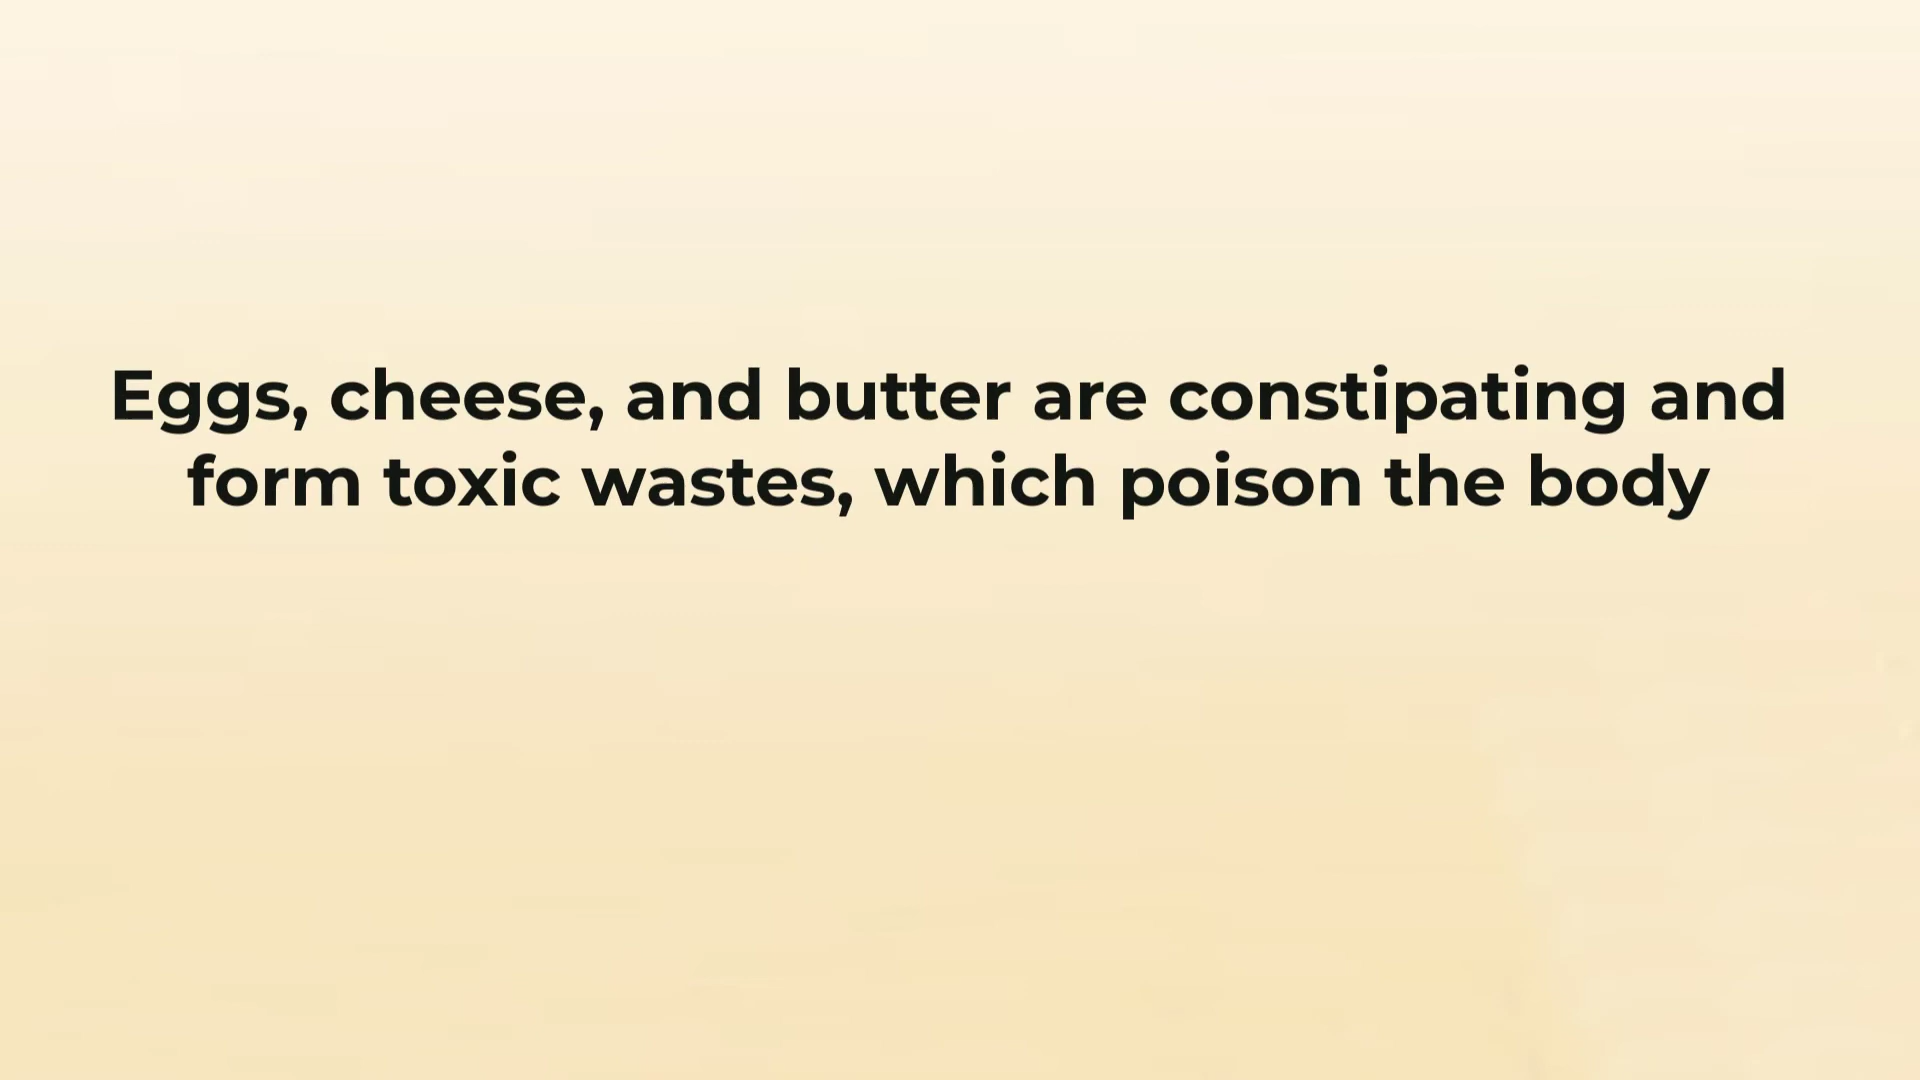 Eggs, cheese, and butter are constipating and
form toxic wastes, which poison the body